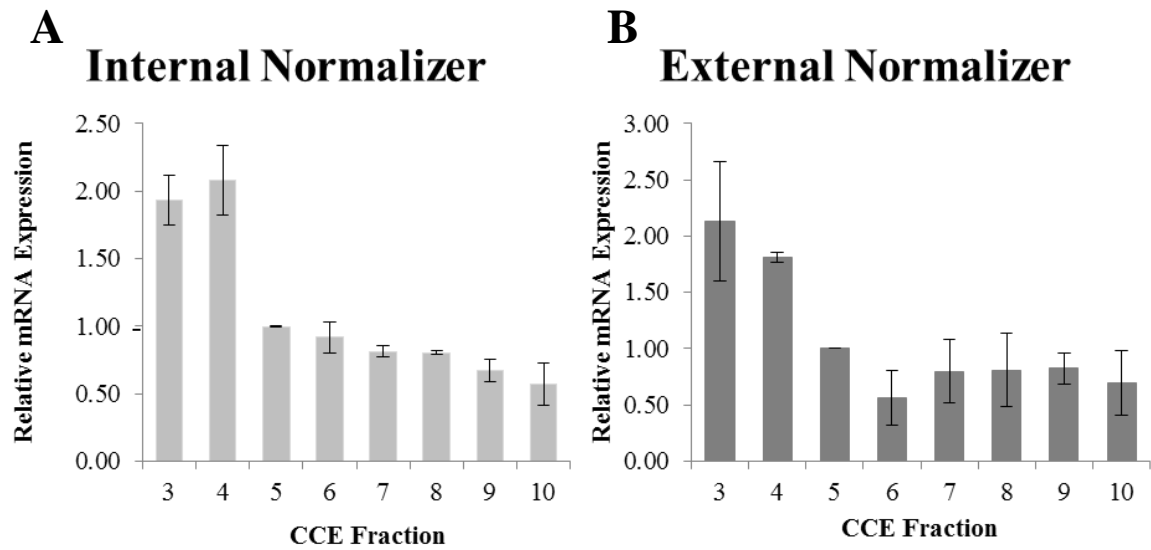 A
Internal Normalizer
Relative mRNA Expression
2.50
2.00
1.50
1.00
0.50
0.00
3 4 5 6 7 8 9 10
CCE Fraction
B
External Normalizer
Relative mRNA Expression
3.00
2.50
2.00
1.50
1.00
0.50
0.00
3 4 5 6 7 8 9 10
CCE Fraction